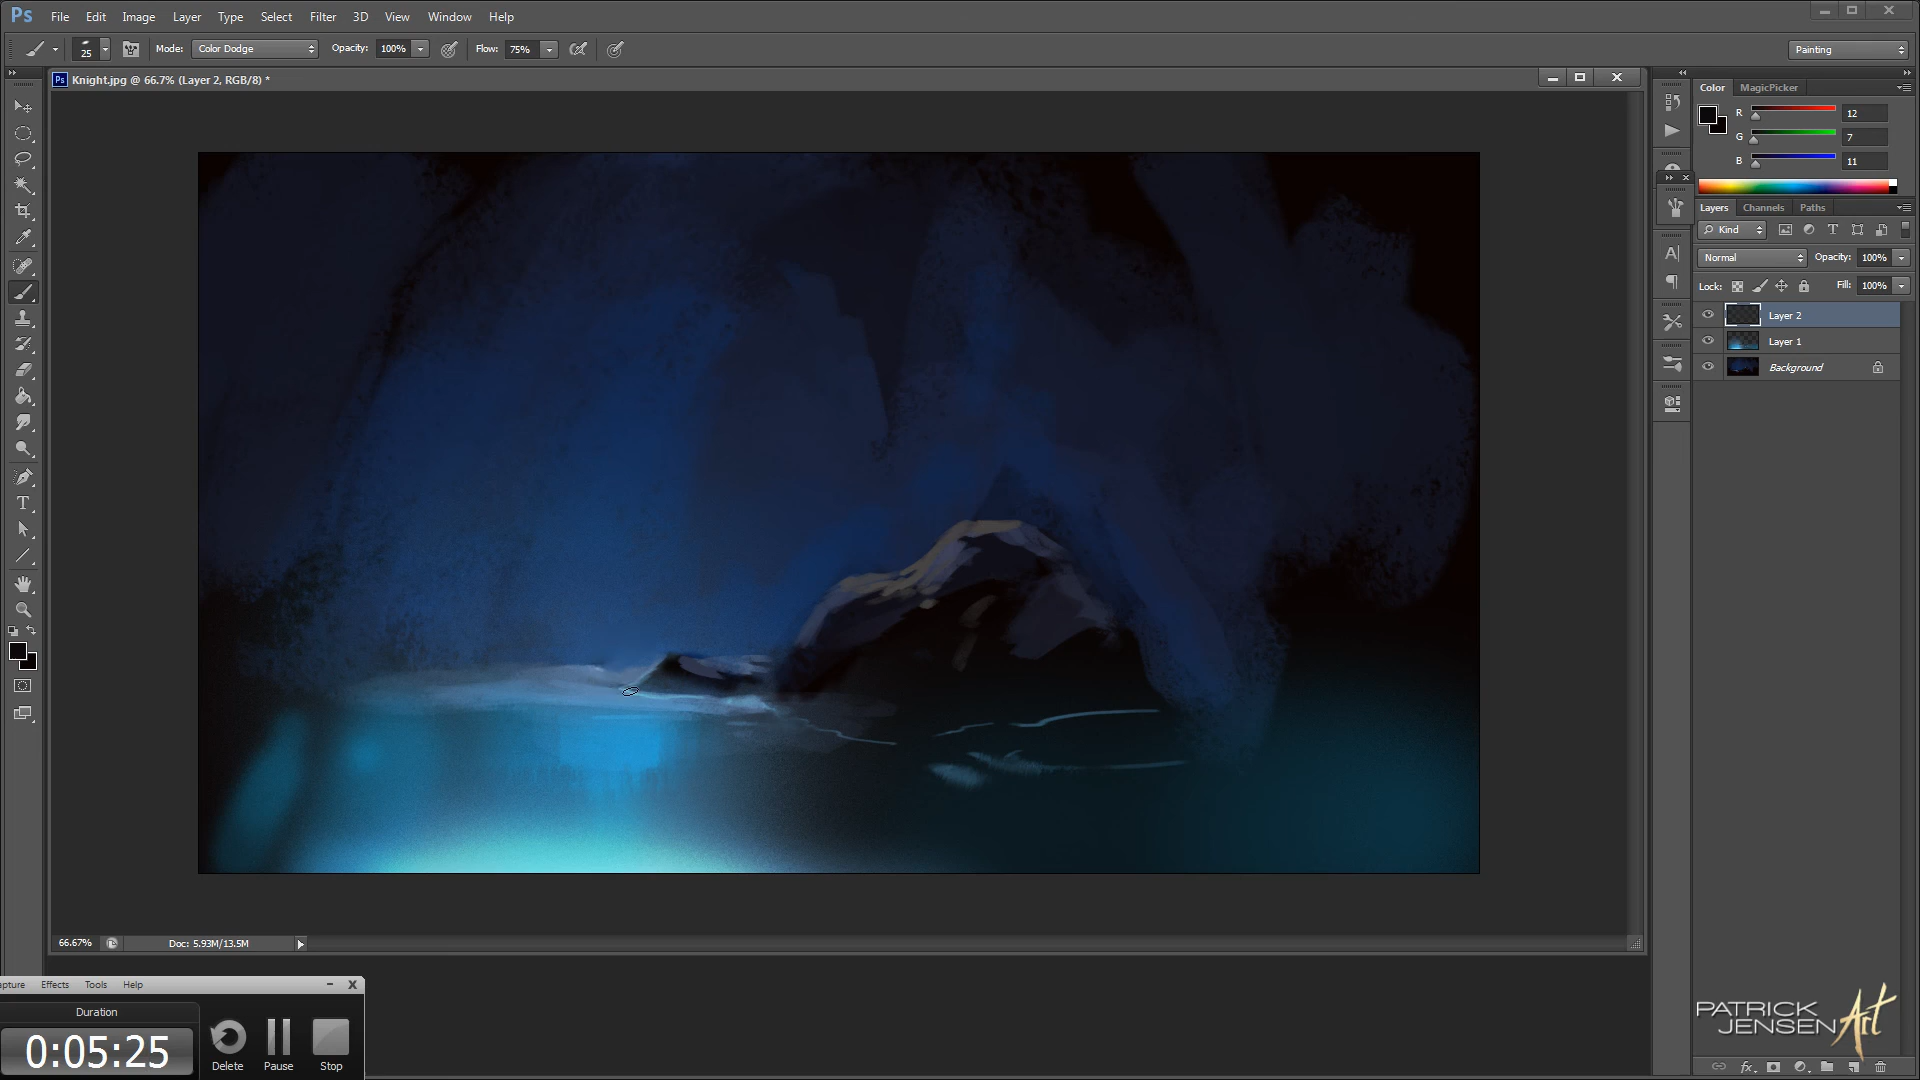 Ps File Edit Image Layer Type Select Filter 3D View Window Help
25 Mode: Color Dodge Opacity: 100% Flow: 75% Painting
Ps Knight.jpg @ 66.7% (Layer 2, RGB/8) *
Color MagicPicker
R 12
G 7
B 11
Layers Channels Paths
Kind T
Normal Opacity: 100%
Lock: Fill: 100%
Layer 2
Layer 1
Background
66.67% Doc: 5.93M/13.5M
apture Effects Tools Help
Duration
0:05:25
Delete Pause Stop
PATRICK
JENSEN Art
fx